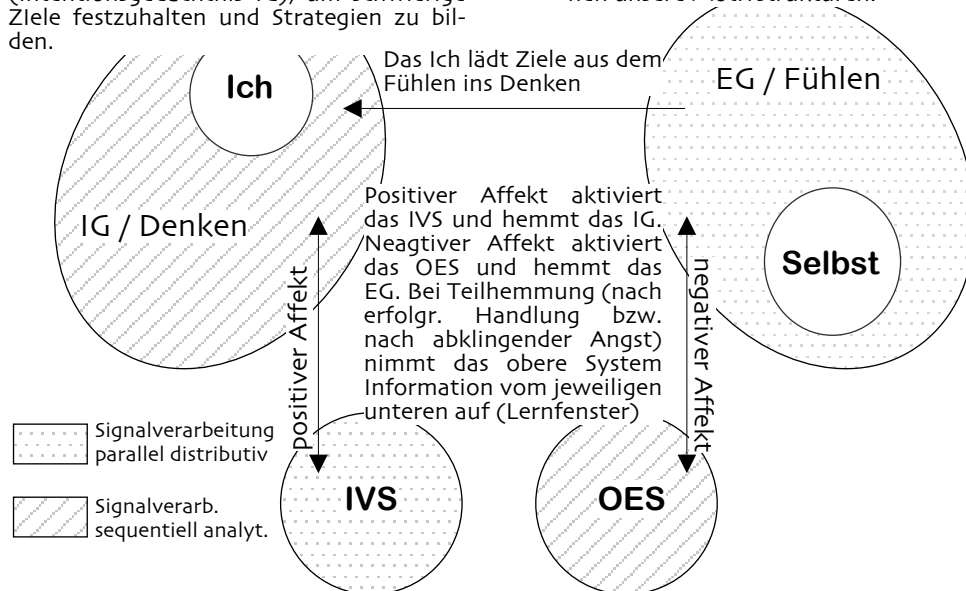 ZIele festzuhalten und Strategien zu bil-
den.
Das Ich lädt Ziele aus dem
Fühlen ins Denken
Ich
EG / Fühlen
IG / Denken
Selbst
Positiver Affekt aktiviert
das IVS und hemmt das IG.
Neagtiver Affekt aktiviert
das OES und hemmt das
EG. Bei Teilhemmung (nach
erfolgr. Handlung bzw.
nach abklingender Angst)
nimmt das obere System
Information vom jeweiligen
unteren auf (Lernfenster)
positiver Affekt
negativer Affekt
Signalverarbeitung
parallel distributiv
Signalverarb.
sequentiell analyt.
IVS
OES